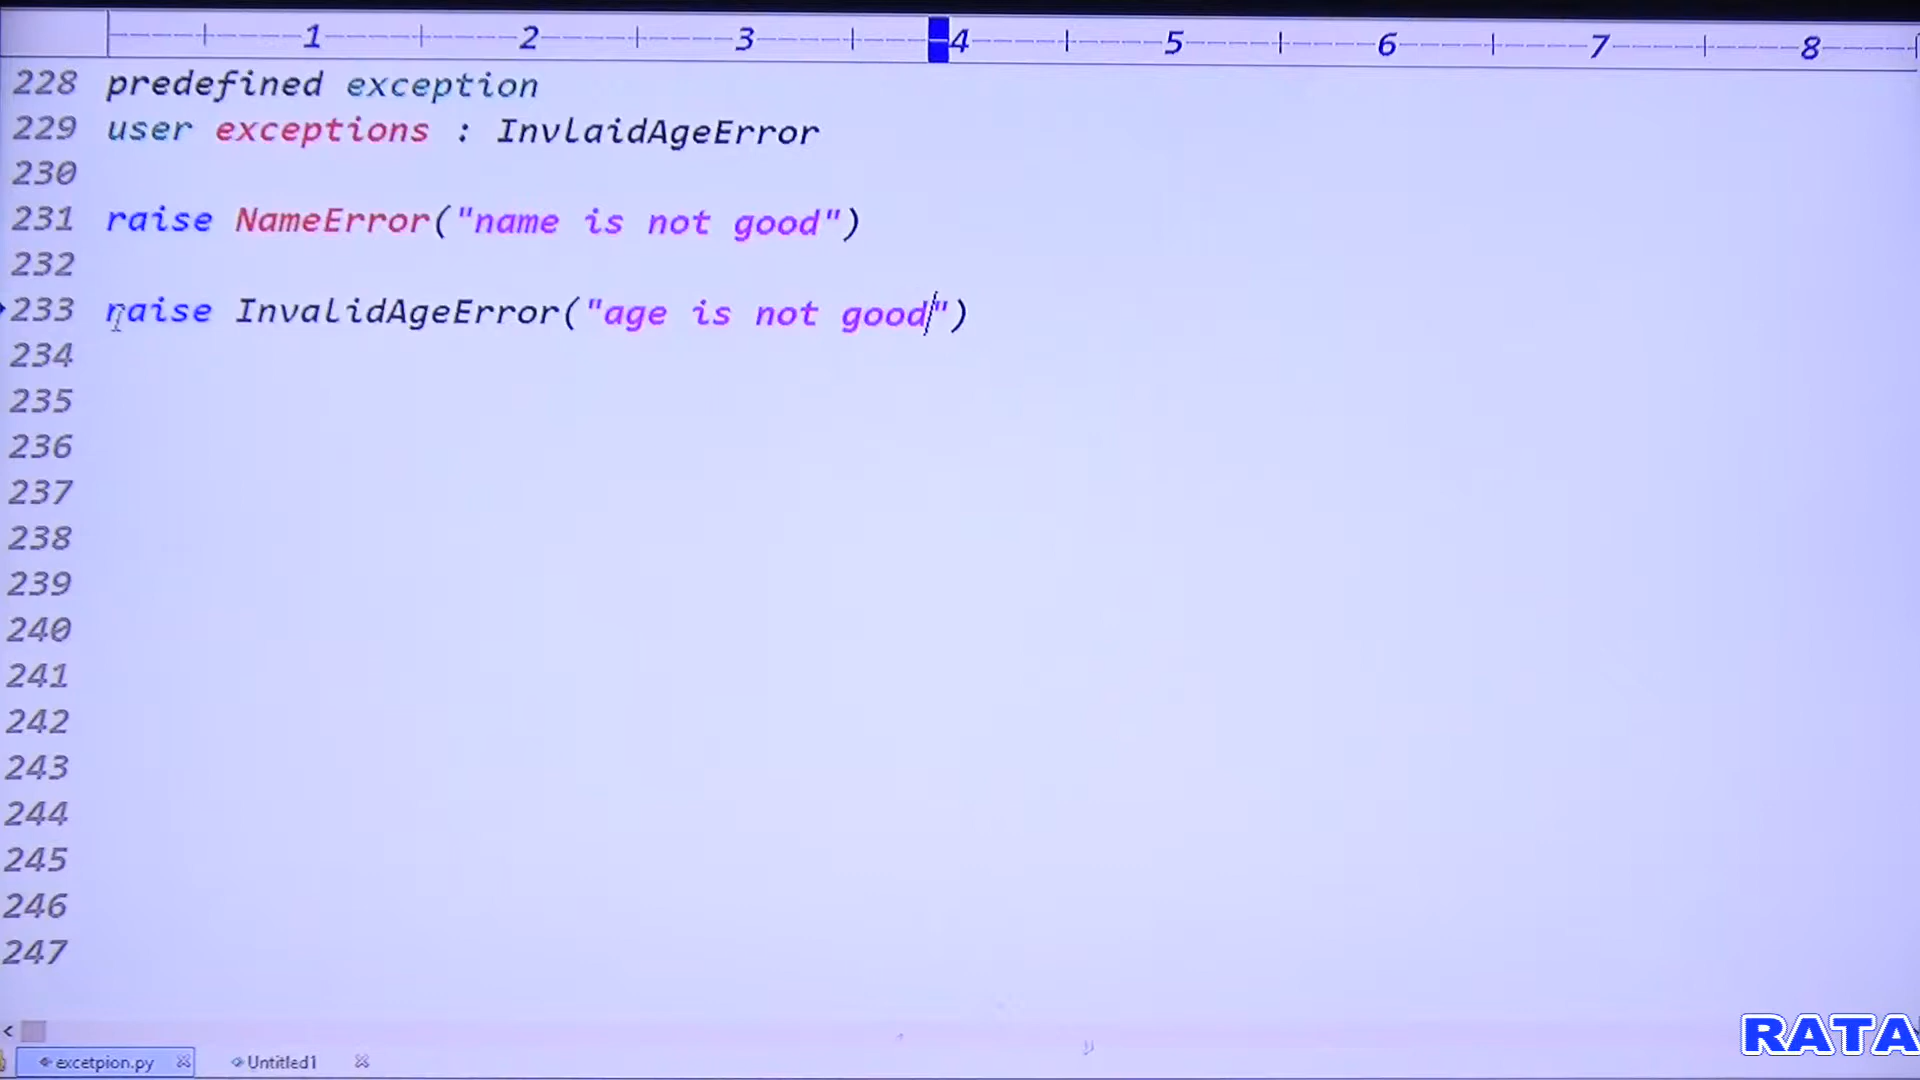 1 2 3 4 5 6 7 8
228 predefined exception
229 user exceptions : InvlaidAgeError
230
231 raise NameError("name is not good")
232
233 raise InvalidAgeError("age is not good")
234
235
236
237
238
239
240
241
242
243
244
245
246
247
excetpion.py Untitled1
RATA